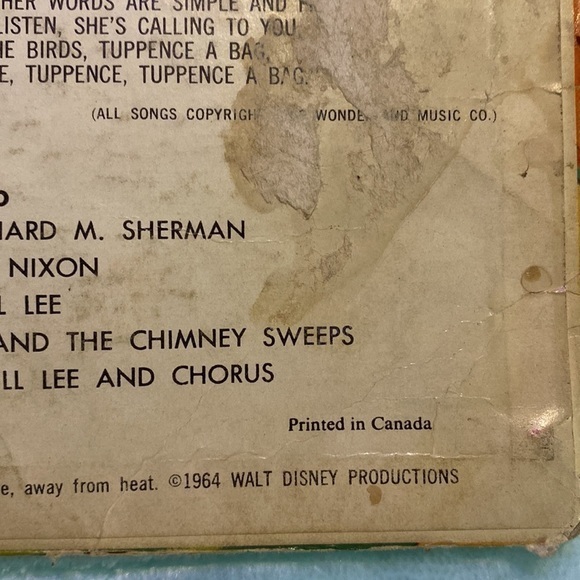 HER WORDS ARE SIMPLE AND
LISTEN, SHE'S CALLING TO YOU
HE BIRDS, TUPPENCE A BAG,
E, TUPPENCE, TUPPENCE A BAG.
(ALL SONGS COPYRIGH WONDE ND MUSIC CO.)
HARD M. SHERMAN
NIXON
L LEE
AND THE CHIMNEY SWEEPS
LL LEE AND CHORUS
Printed in Canada
e, away from heat. ©1964 WALT DISNEY PRODUCTIONS